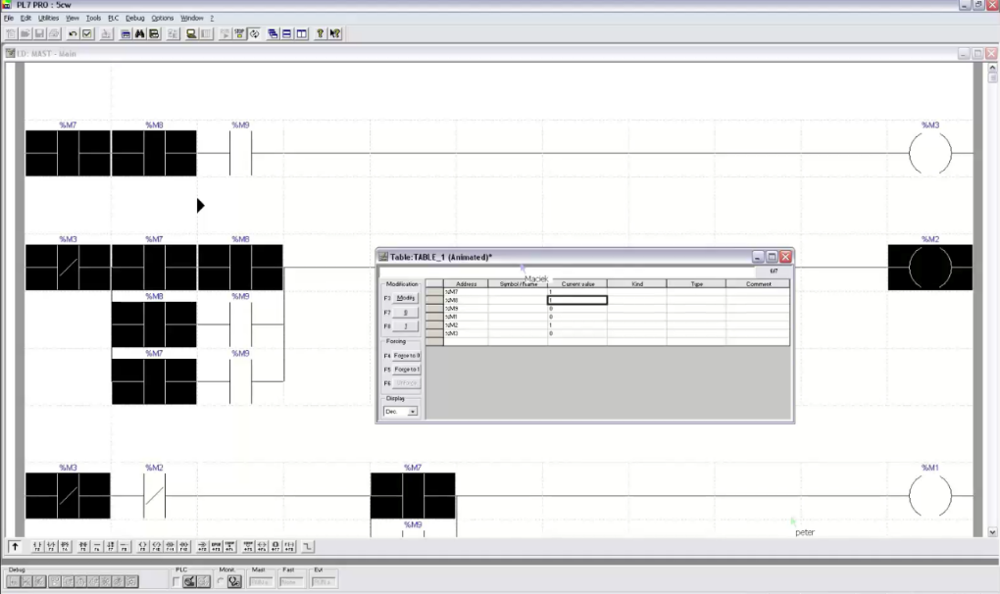 PL7 PRO : 5cw
File Edit Utilities View Tools PLC Debug Options Window ?
LD: MAST - Main
%M7 %M8 %M9 %M3
%M3 %M7 %M8 %M2
%M8 %M9
%M7 %M9
Table:TABLE_1 (Animated)*
6/7
Maciek
Modification
F3 Modify
F7 0
F8 1
Forcing
F4 Force to 0
F5 Force to 1
F6
Display
Dec.
Address Symbol / Name Current value Kind Type Comment
%M7 1
%M8 1
%M9 0
%M1 0
%M2 1
%M3 0
%M3 %M2 %M7 %M1
%M9
peter
Debug PLC Moni. Mast Fast Evt